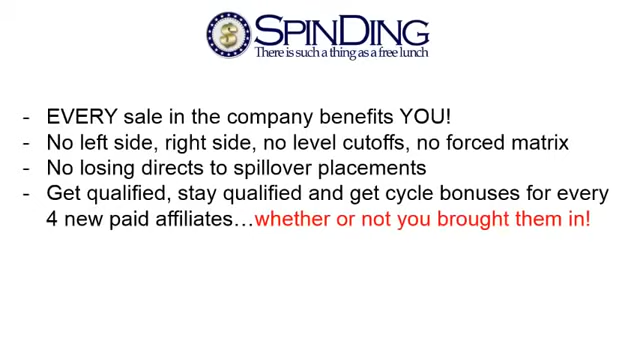 SPINDING
There is such a thing as a free lunch
- EVERY sale in the company benefits YOU!
- No left side, right side, no level cutoffs, no forced matrix
- No losing directs to spillover placements
- Get qualified, stay qualified and get cycle bonuses for every
4 new paid affiliates…whether or not you brought them in!